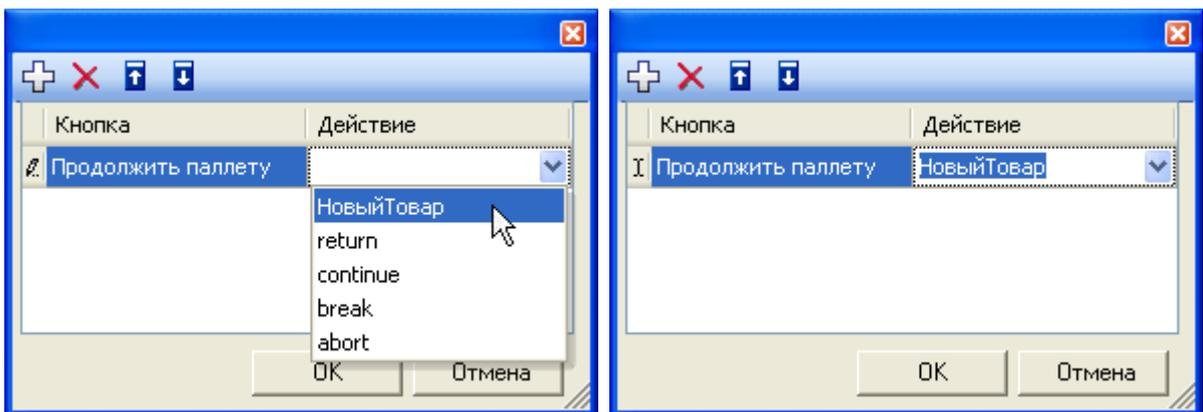 Кнопка Действие
Продолжить паллету
НовыйТовар
return
continue
break
abort
OK Отмена
Кнопка Действие
Продолжить паллету НовыйТовар
OK Отмена